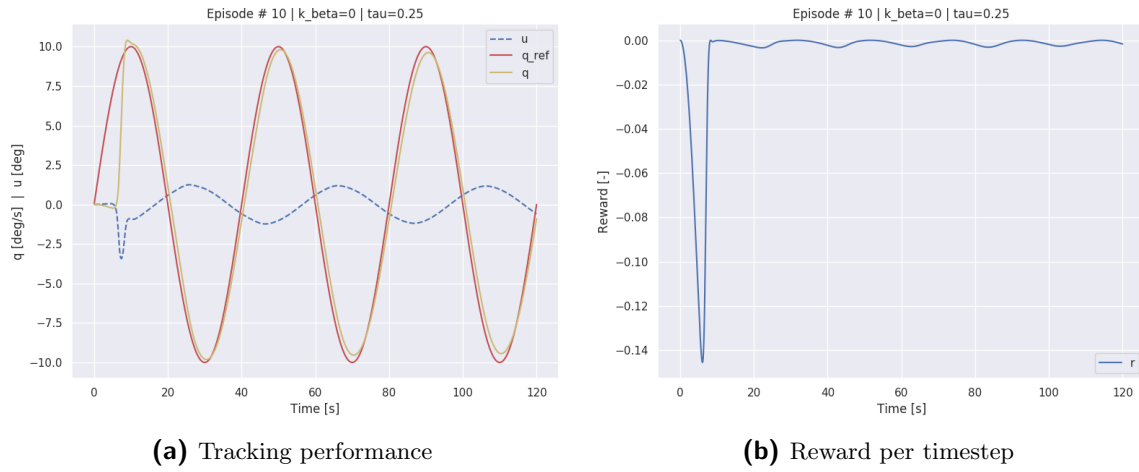 Episode # 10 | k_beta=0 | tau=0.25
q [deg/s] | u [deg]
10.0
7.5
5.0
2.5
0.0
−2.5
−5.0
−7.5
−10.0
u
q_ref
q
0 20 40 60 80 100 120
Time [s]
(a) Tracking performance
Episode # 10 | k_beta=0 | tau=0.25
Reward [-]
0.00
−0.02
−0.04
−0.06
−0.08
−0.10
−0.12
−0.14
r
0 20 40 60 80 100 120
Time [s]
(b) Reward per timestep